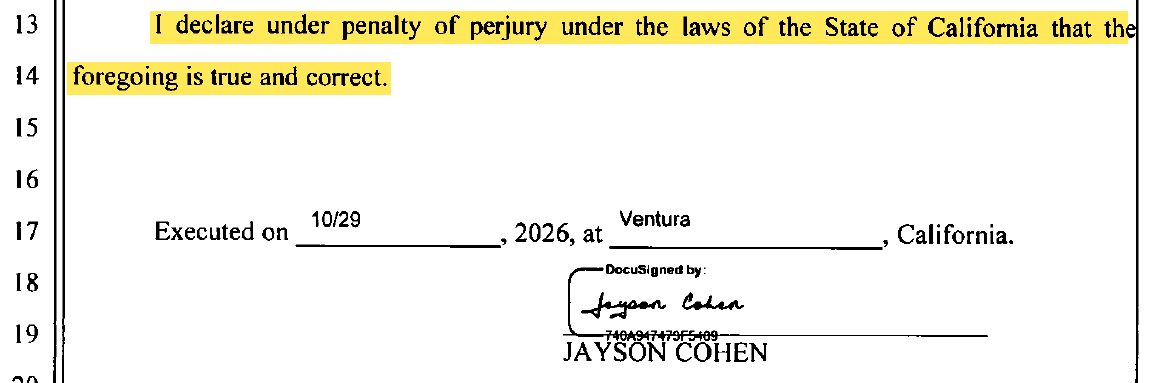 13 I declare under penalty of perjury under the laws of the State of California that the
14 foregoing is true and correct.
15
16
17 Executed on 10/29, 2026, at Ventura, California.
18 DocuSigned by:
Jayson Cohen
19 740A947479F5409
JAYSON COHEN
20